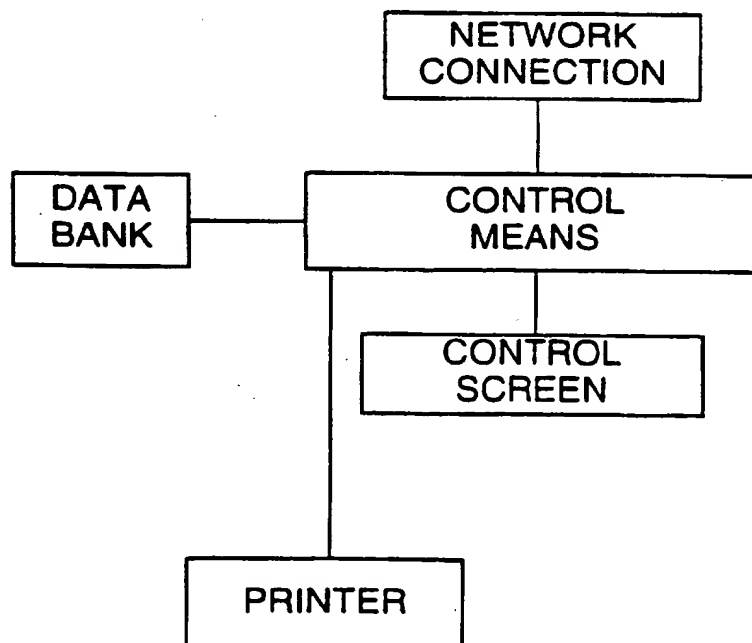 NETWORK
CONNECTION
DATA
BANK
CONTROL
MEANS
CONTROL
SCREEN
PRINTER